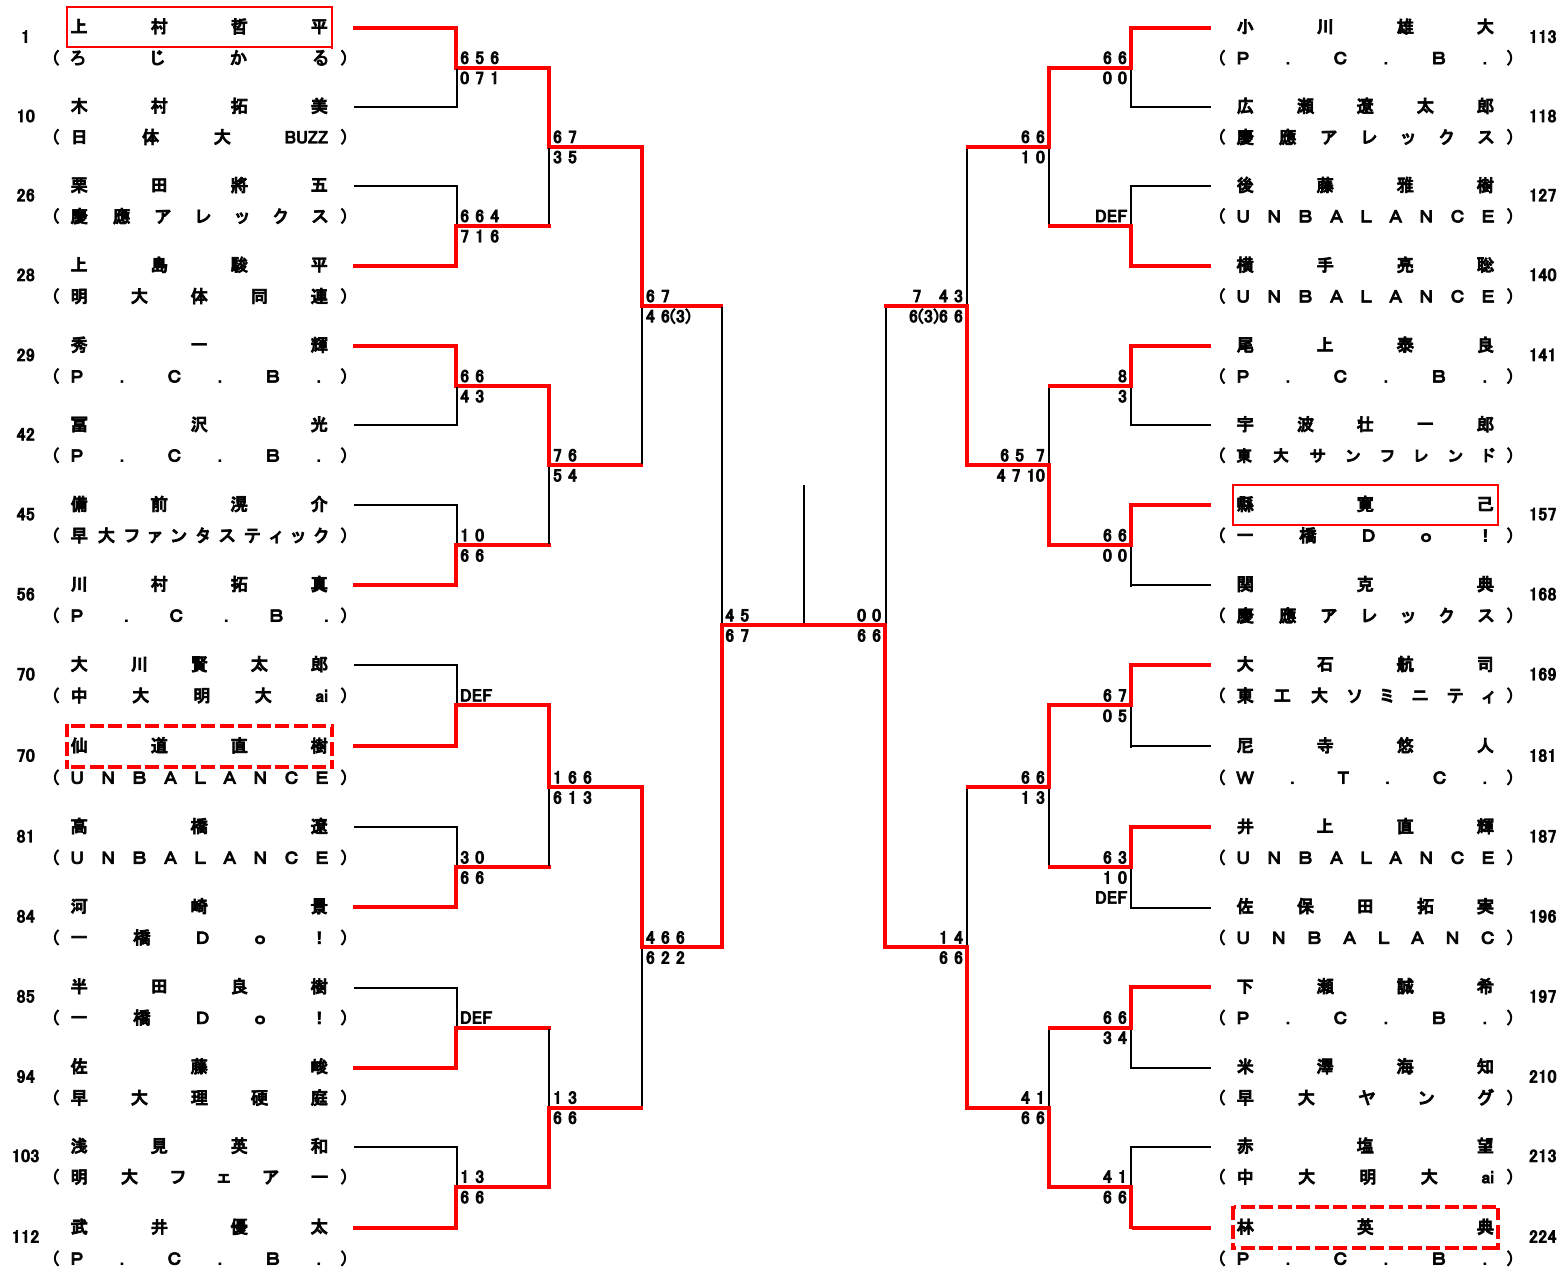 1 上村哲平
(ろじかる)
10 木村拓美
(日体大BUZZ)
26 栗田將五
(慶應アレックス)
28 上島駿平
(明大体同連)
29 秀一輝
(P.C.B.)
42 冨沢光
(P.C.B.)
45 備前滉介
(早大ファンタスティック)
56 川村拓真
(P.C.B.)
70 大川賢太郎
(中大明大ai)
70 仙道直樹
(UNBALANCE)
81 高橋遼
(UNBALANCE)
84 河崎景
(一橋Do!)
85 半田良樹
(一橋Do!)
94 佐藤峻
(早大理硬庭)
103 浅見英和
(明大フェアー)
112 武井優太
(P.C.B.)
656
071
664
716
66
43
10
66
DEF
30
66
DEF
13
66
67
35
76
54
166
613
13
66
67
46(3)
466
622
45
67
00
66
7 43
6(3)66
14
66
66
10
657
4710
66
13
41
66
66
00
DEF
8
3
66
00
67
05
63
10
DEF
66
34
41
66
小川雄大 113
(P.C.B.)
広瀬遼太郎 118
(慶應アレックス)
後藤雅樹 127
(UNBALANCE)
横手亮聡 140
(UNBALANCE)
尾上泰良 141
(P.C.B.)
宇波壮一郎
(東大サンフレンド)
縣寛己 157
(一橋Do!)
関克典 168
(慶應アレックス)
大石航司 169
(東工大ソミニティ)
尼寺悠人 181
(W.T.C.)
井上直輝 187
(UNBALANCE)
佐保田拓実 196
(UNBALANC)
下瀬誠希 197
(P.C.B.)
米澤海知 210
(早大ヤング)
赤塩望 213
(中大明大ai)
林英典 224
(P.C.B.)